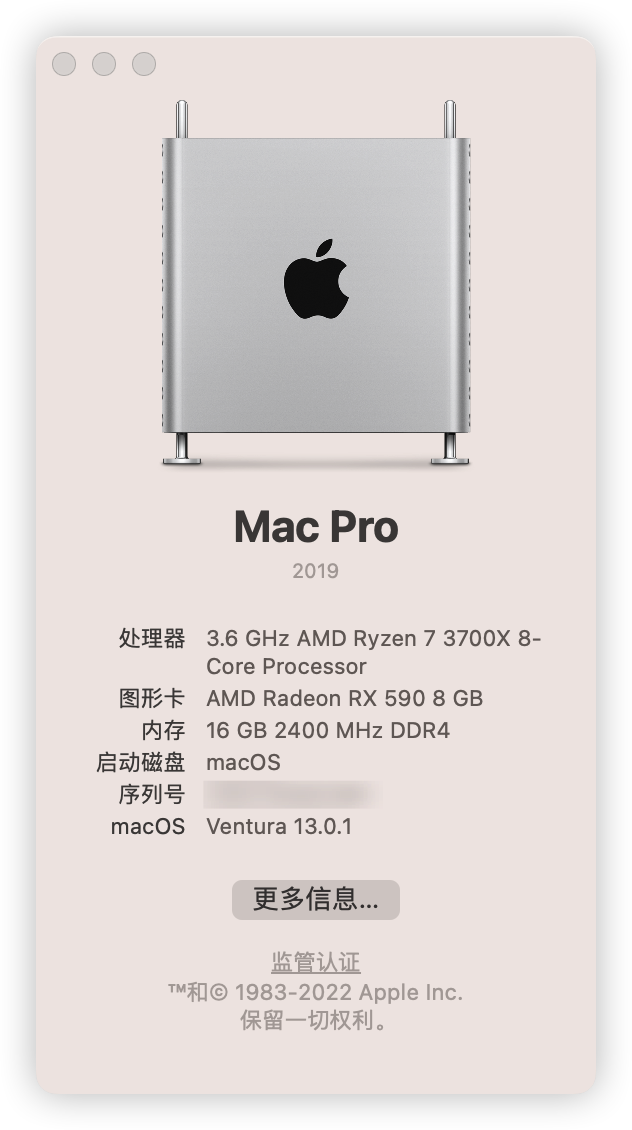 Mac Pro
2019
处理器 3.6 GHz AMD Ryzen 7 3700X 8-
Core Processor
图形卡 AMD Radeon RX 590 8 GB
内存 16 GB 2400 MHz DDR4
启动磁盘 macOS
序列号
macOS Ventura 13.0.1
更多信息...
监管认证
™和© 1983-2022 Apple Inc.
保留一切权利。